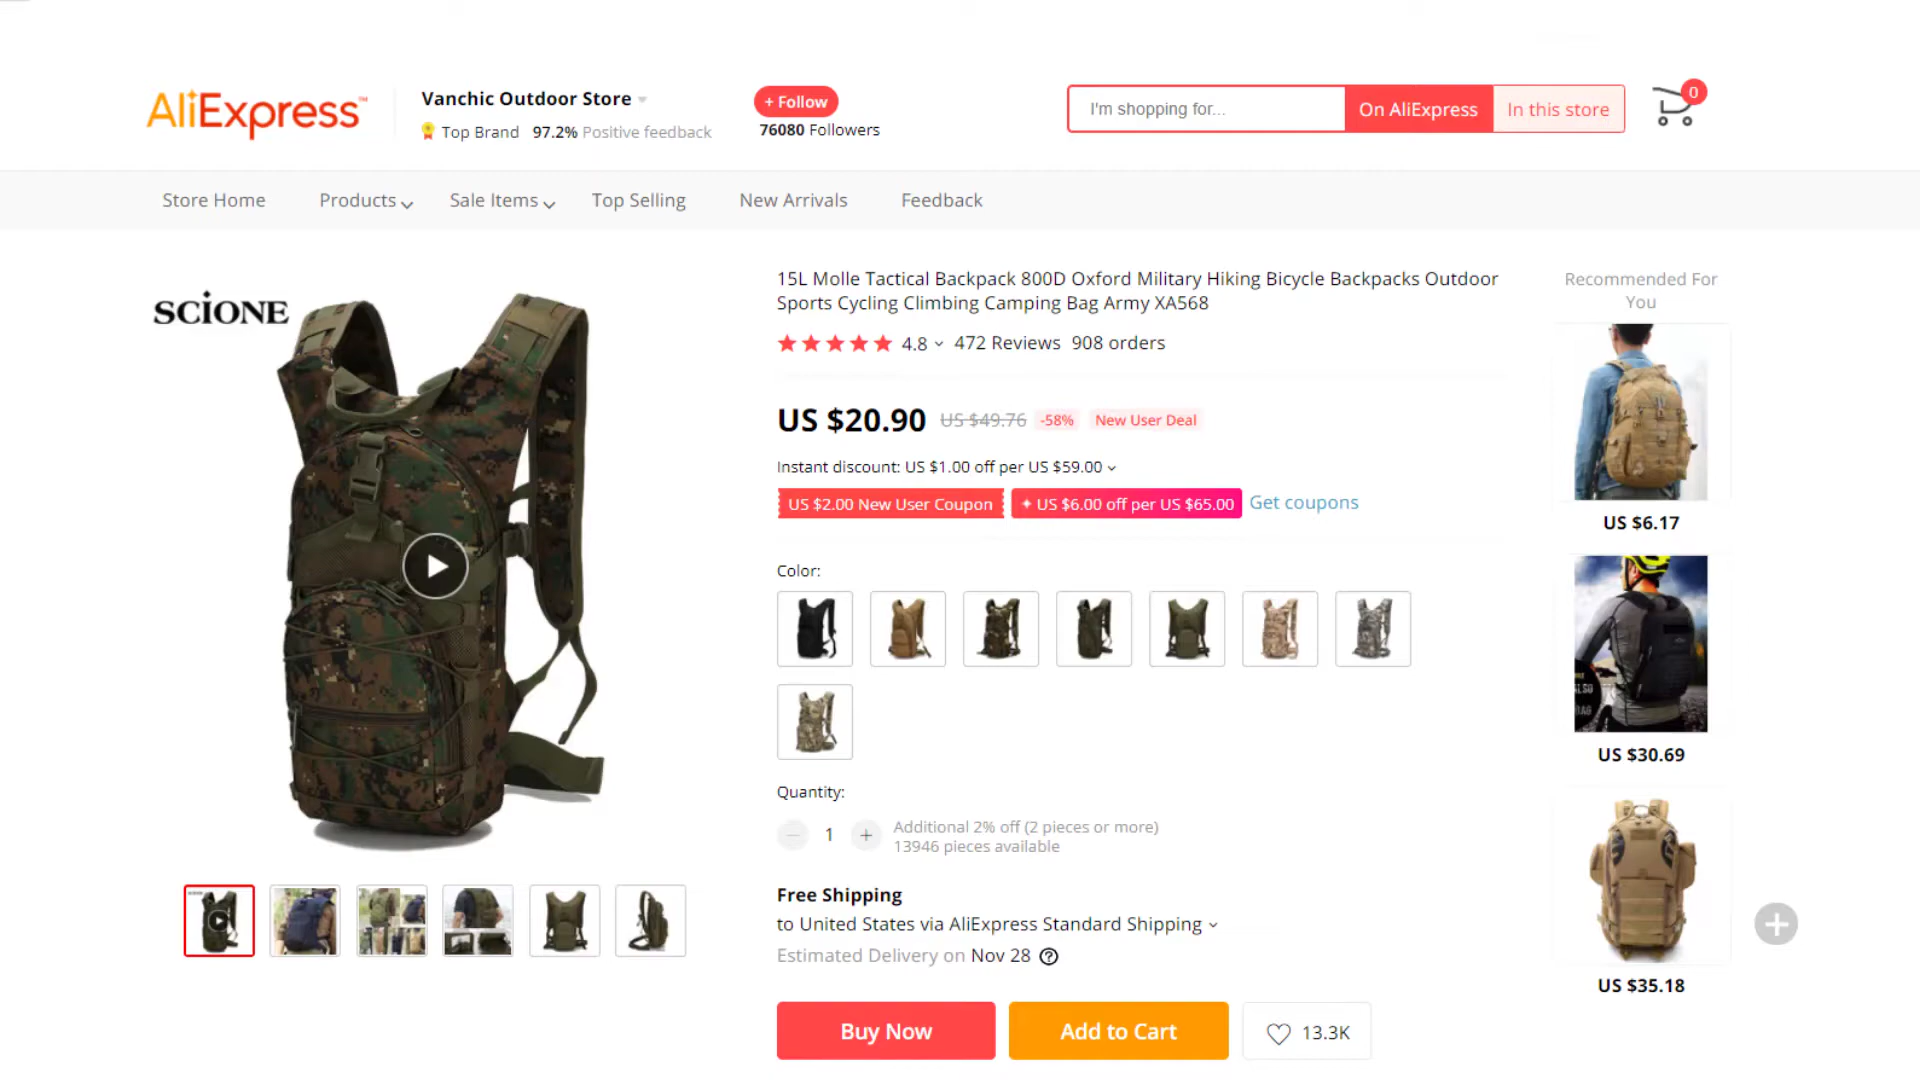 AliExpress™
Vanchic Outdoor Store
Top Brand 97.2% Positive feedback
+ Follow
76080 Followers
I'm shopping for...
On AliExpress
In this store
0
Store Home
Products
Sale Items
Top Selling
New Arrivals
Feedback
SCIONE
15L Molle Tactical Backpack 800D Oxford Military Hiking Bicycle Backpacks Outdoor
Sports Cycling Climbing Camping Bag Army XA568
4.8 472 Reviews 908 orders
US $20.90 US $49.76 -58% New User Deal
Instant discount: US $1.00 off per US $59.00
US $2.00 New User Coupon
US $6.00 off per US $65.00
Get coupons
Color:
Quantity:
1
Additional 2% off (2 pieces or more)
13946 pieces available
Free Shipping
to United States via AliExpress Standard Shipping
Estimated Delivery on Nov 28
Buy Now
Add to Cart
13.3K
Recommended For
You
US $6.17
US $30.69
US $35.18